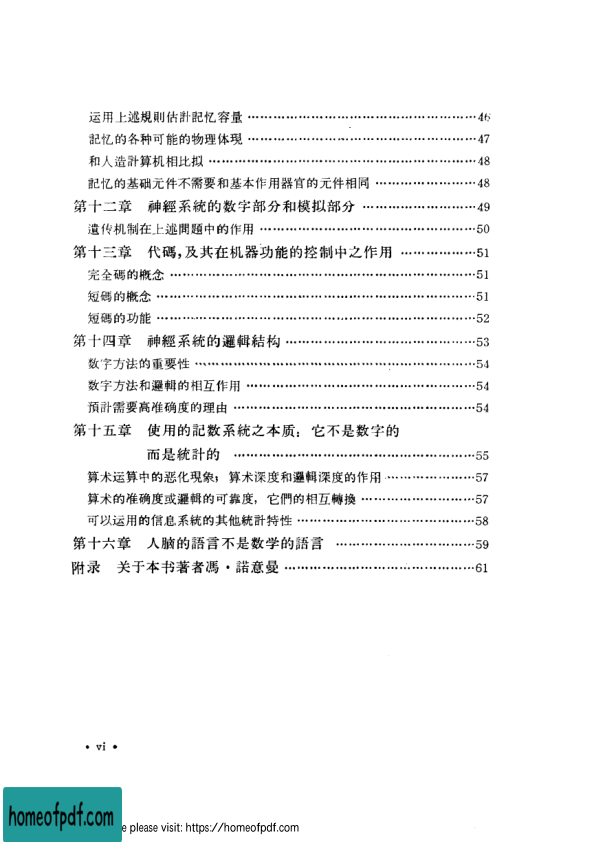 运用上述規則估計記忆容量 …………………………………………… 46
記忆的各种可能的物理体現 …………………………………………… 47
和人造計算机相比拟 …………………………………………………… 48
記忆的基础元件不需要和基本作用器官的元件相同 ………………… 48
第十二章 神經系統的数字部分和模拟部分 ………………………… 49
遺传机制在上述問題中的作用 ………………………………………… 50
第十三章 代碼,及其在机器功能的控制中之作用 ………………… 51
完全碼的概念 …………………………………………………………… 51
短碼的概念 ……………………………………………………………… 51
短碼的功能 ……………………………………………………………… 52
第十四章 神經系統的邏輯結构 ……………………………………… 53
数字方法的重要性 ……………………………………………………… 54
数字方法和邏輯的相互作用 …………………………………………… 54
預計需要高准确度的理由 ……………………………………………… 54
第十五章 使用的記数系統之本质:它不是数字的
而是統計的 ……………………………………………… 55
算术运算中的恶化現象;算术深度和邏輯深度的作用 ……………… 57
算术的准确度或邏輯的可靠度,它們的相互轉換 …………………… 57
可以运用的信息系統的其他統計特性 ………………………………… 58
第十六章 人脑的語言不是数学的語言 ……………………………… 59
附录 关于本书著者馮·諾意曼 ……………………………………… 61
• vi •
homeofpdf.com
e please visit: https://homeofpdf.com